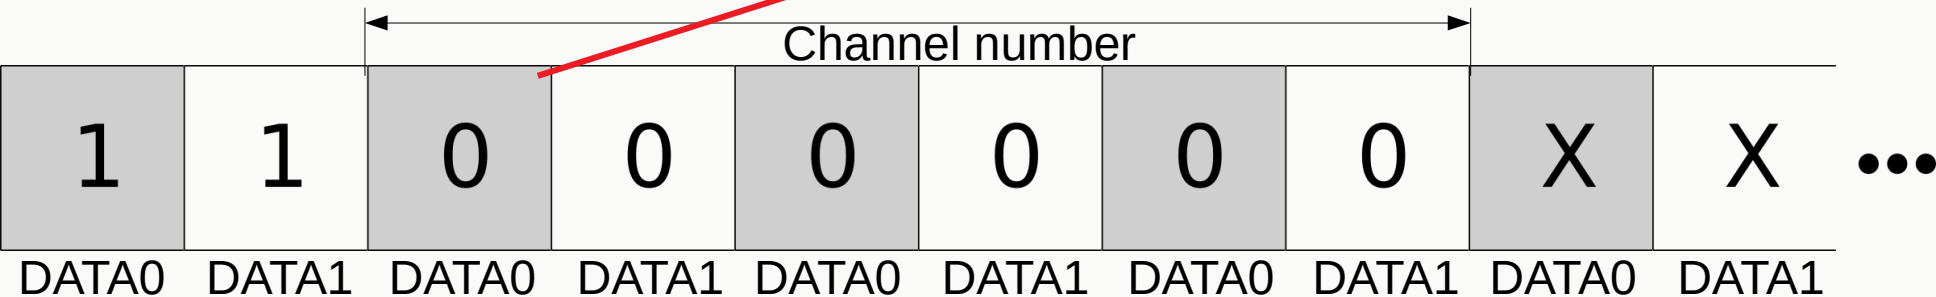 Channel number
1 1 0 0 0 0 0 0 X X •••
DATA0 DATA1 DATA0 DATA1 DATA0 DATA1 DATA0 DATA1 DATA0 DATA1